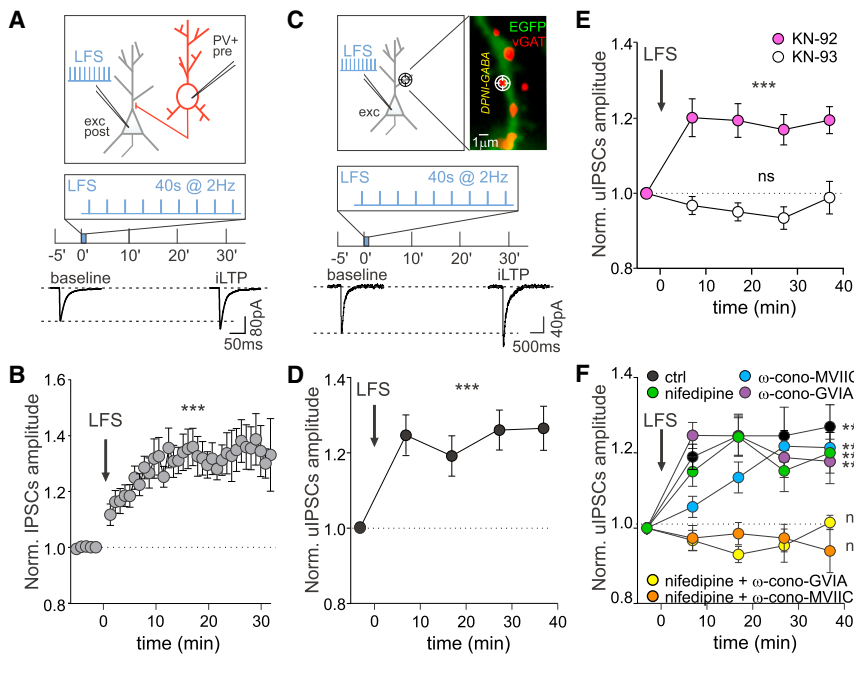 A
LFS
PV+
pre
exc
post
LFS 40s @ 2Hz
-5' 0' 10' 20' 30'
baseline iLTP
80pA
50ms
B
Norm. IPSCs amplitude
1.6
1.4
1.2
1.0
0.8
LFS
***
0 10 20 30
time (min)
C
LFS
exc
EGFP
vGAT
DPNI-GABA
1μm
LFS 40s @ 2Hz
-5' 0' 10' 20' 30'
baseline iLTP
40pA
500ms
D
Norm. uIPSCs amplitude
1.4
1.2
1.0
0.8
LFS
***
0 10 20 30 40
time (min)
E
KN-92
KN-93
Norm. uIPSCs amplitude
1.4
1.2
1.0
0.8
LFS
***
ns
0 10 20 30 40
time (min)
F
ctrl
nifedipine
ω-cono-MVIIC
ω-cono-GVIA
Norm. uIPSCs amplitude
1.4
1.2
1.0
0.8
LFS
**
**
**
**
n
n
nifedipine + ω-cono-GVIA
nifedipine + ω-cono-MVIIC
0 10 20 30 40
time (min)